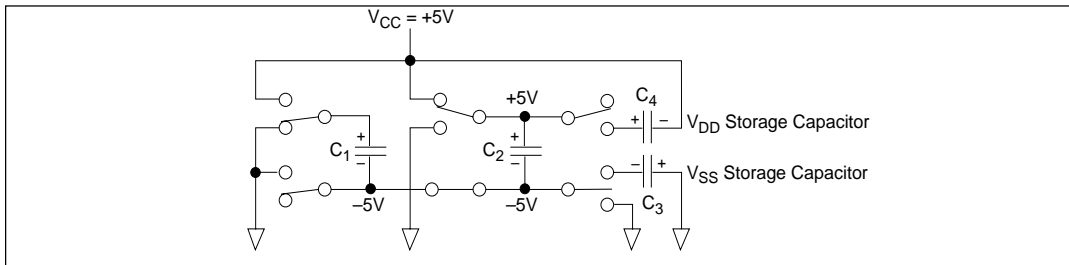 V_CC = +5V
+5V
C_4
+ –
V_DD Storage Capacitor
C_1
+
–
C_2
+
–
– +
V_SS Storage Capacitor
–5V
–5V
C_3